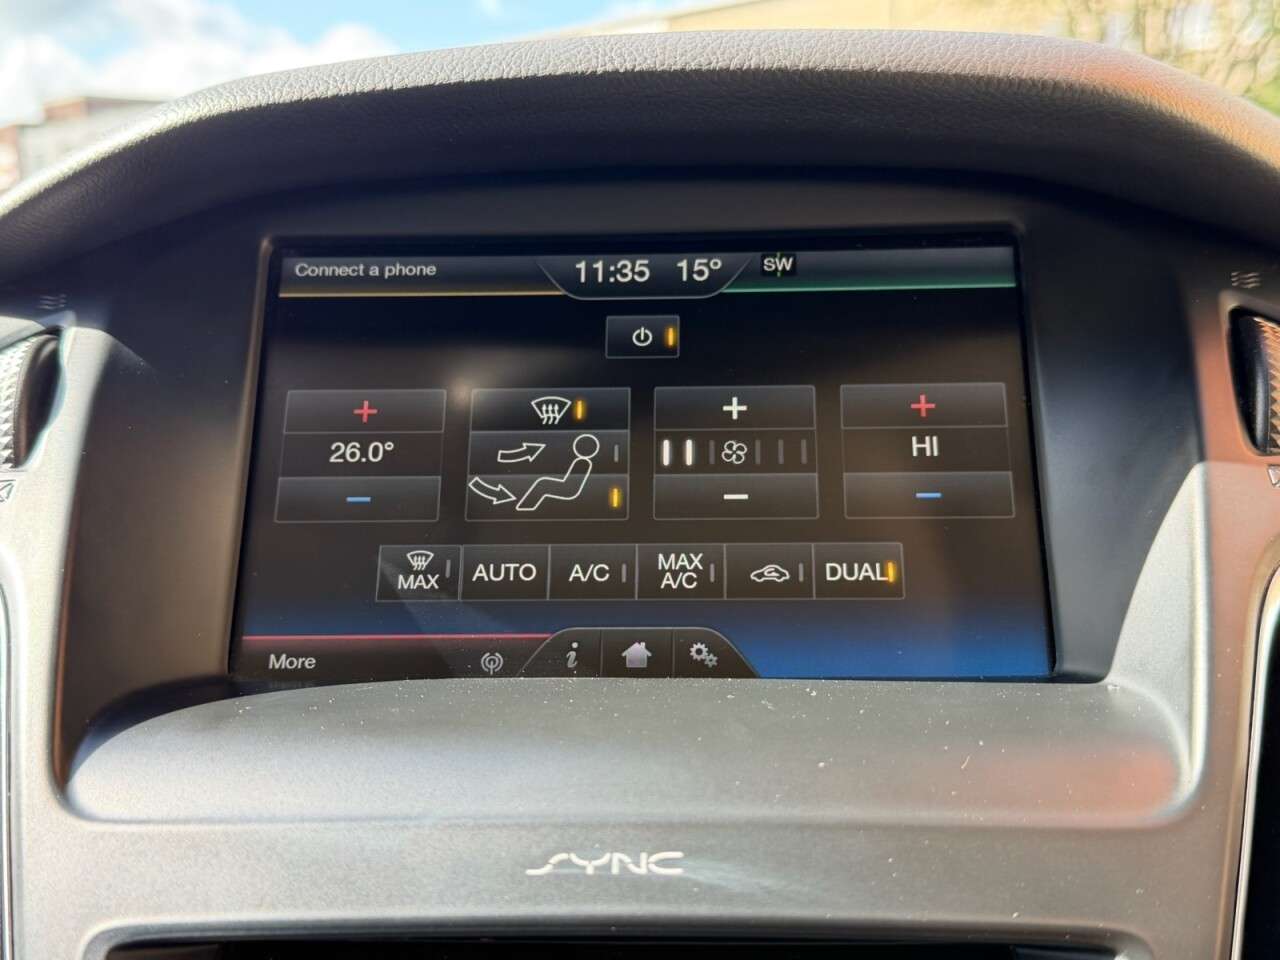 Connect a phone
11:35 15°
SW
26.0°
HI
MAX
AUTO
A/C
MAX
A/C
DUAL
More
i
SYNC